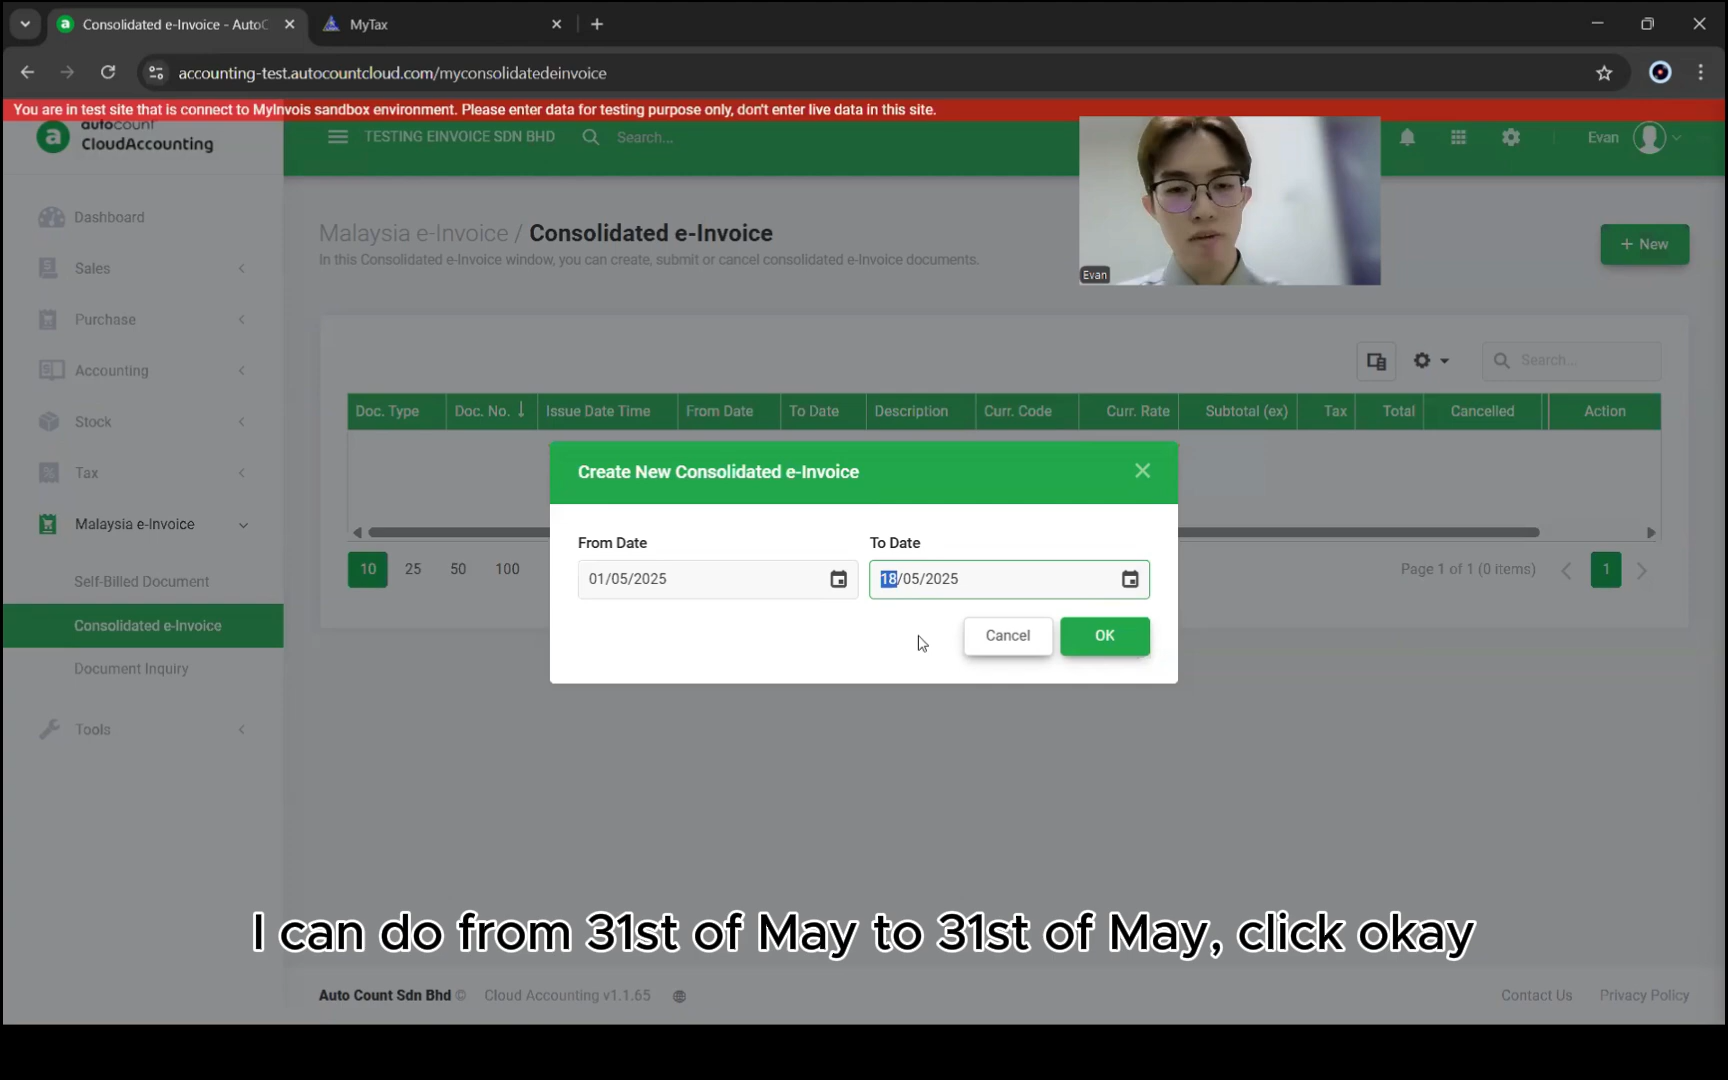 Consolidated e-Invoice - AutoC
MyTax
accounting-test.autocountcloud.com/myconsolidatedeinvoice
You are in test site that is connect to MyInvois sandbox environment. Please enter data for testing purpose only, don't enter live data in this site.
autocount
CloudAccounting
TESTING EINVOICE SDN BHD
Search...
Evan
Dashboard
Sales
Purchase
Accounting
Stock
Tax
Malaysia e-Invoice
Self-Billed Document
Consolidated e-Invoice
Document Inquiry
Tools
Malaysia e-Invoice / Consolidated e-Invoice
In this Consolidated e-Invoice window, you can create, submit or cancel consolidated e-Invoice documents.
Evan
+ New
Search...
Doc. Type Doc. No. ↓ Issue Date Time From Date To Date Description Curr. Code Curr. Rate Subtotal (ex) Tax Total Cancelled Action
Create New Consolidated e-Invoice
From Date To Date
01/05/2025 18/05/2025
Cancel OK
10 25 50 100
Page 1 of 1 (0 items) 1
I can do from 31st of May to 31st of May, click okay
Auto Count Sdn Bhd © Cloud Accounting v1.1.65
Contact Us Privacy Policy